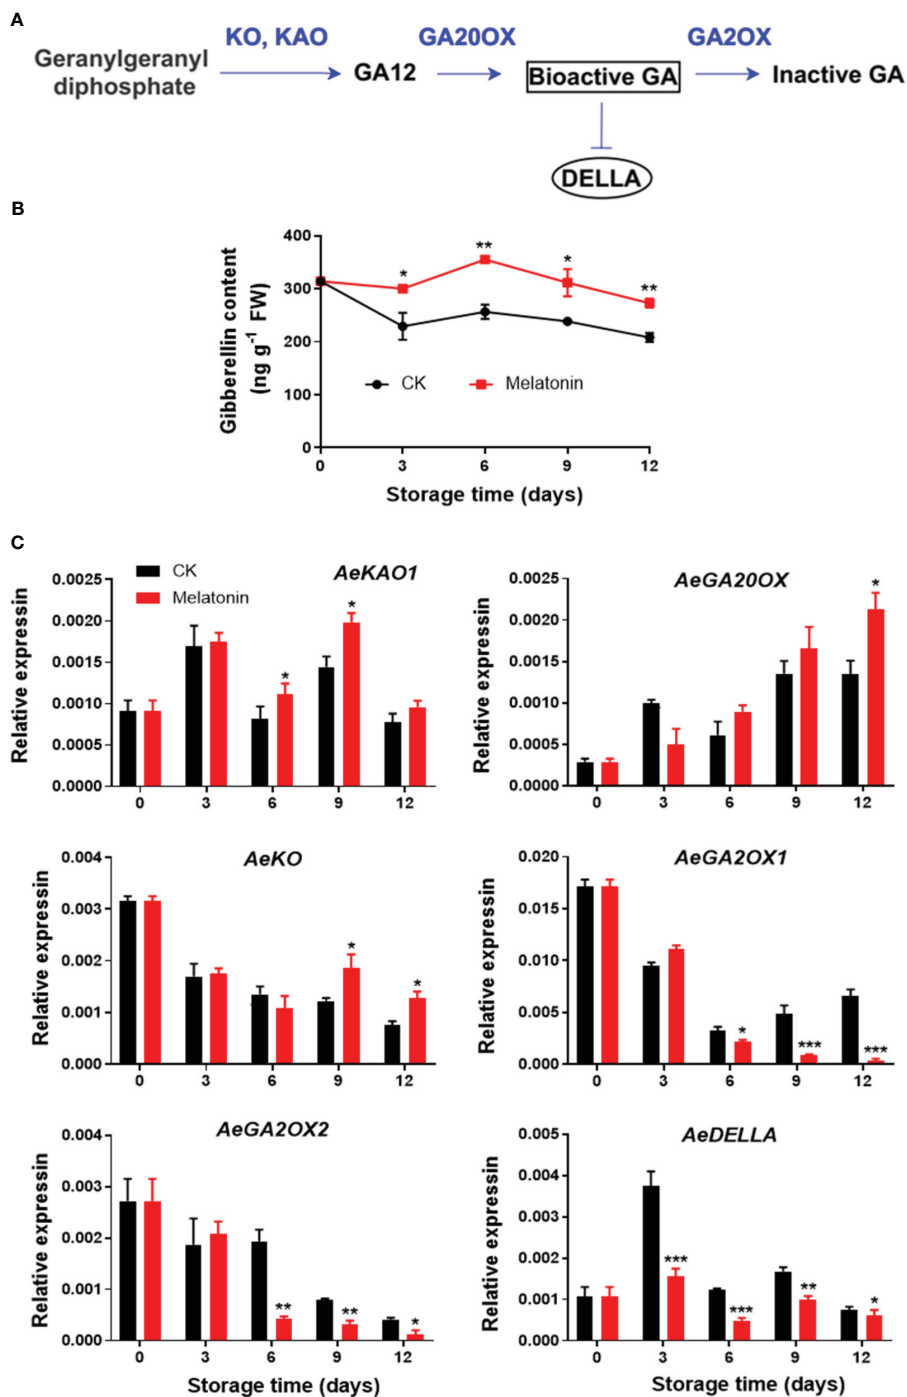 A
KO, KAO GA20OX GA2OX
Geranylgeranyl
diphosphate
GA12 Bioactive GA Inactive GA
DELLA
B
Gibberellin content
(ng g⁻¹ FW)
400
300
200
100
0
* ** * **
CK Melatonin
0 3 6 9 12
Storage time (days)
C
CK
Melatonin
AeKAO1
Relative expressin
0.0025
0.0020
0.0015
0.0010
0.0005
0.0000
* *
0 3 6 9 12
AeGA20OX
Relative expressin
0.0025
0.0020
0.0015
0.0010
0.0005
0.0000
*
0 3 6 9 12
AeKO
Relative expressin
0.004
0.003
0.002
0.001
0.000
* *
0 3 6 9 12
AeGA2OX1
Relative expressin
0.020
0.015
0.010
0.005
0.000
* *** ***
0 3 6 9 12
AeGA2OX2
Relative expressin
0.004
0.003
0.002
0.001
0.000
** ** *
0 3 6 9 12
Storage time (days)
AeDELLA
Relative expressin
0.005
0.004
0.003
0.002
0.001
0.000
*** *** ** *
0 3 6 9 12
Storage time (days)